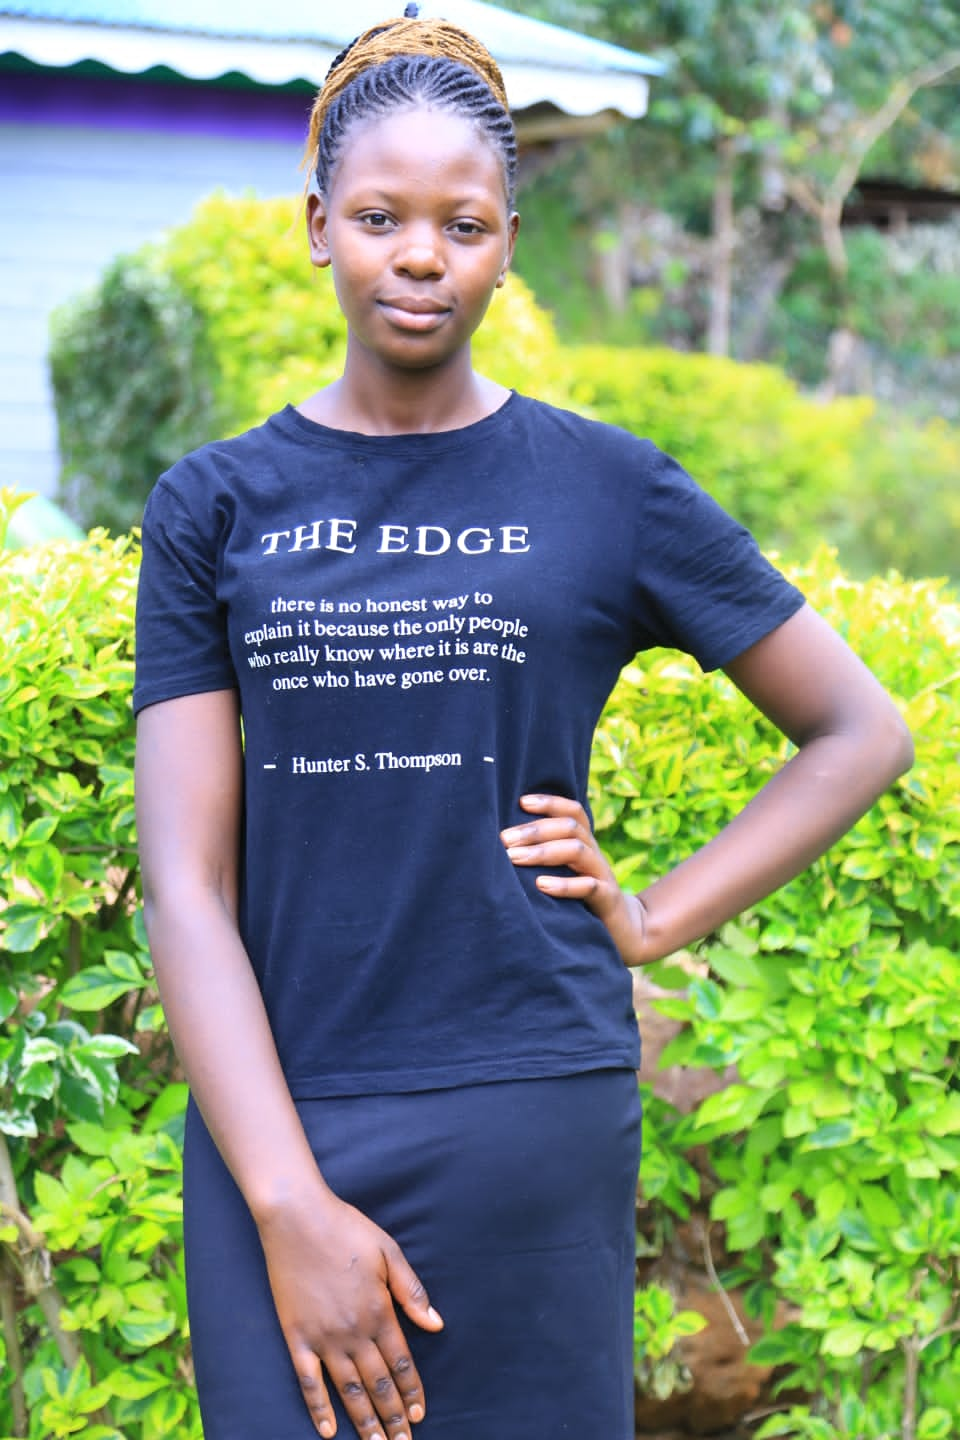 THE EDGE
there is no honest way to
explain it because the only people
who really know where it is are the
once who have gone over.
- Hunter S. Thompson -